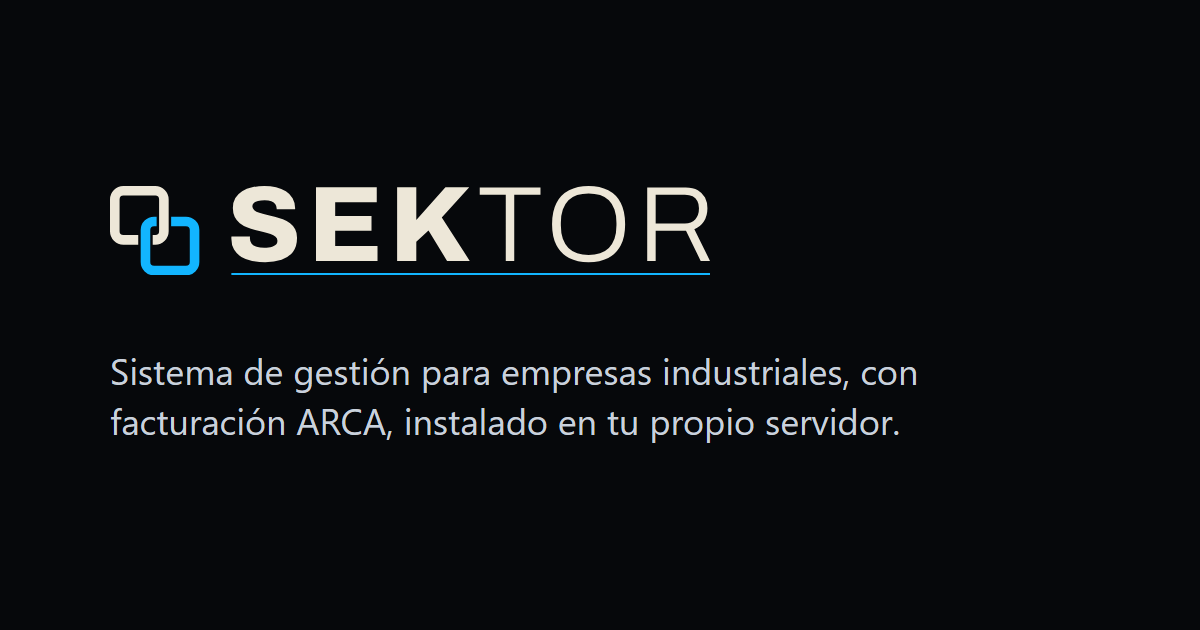 SEKTOR
Sistema de gestión para empresas industriales, con
facturación ARCA, instalado en tu propio servidor.